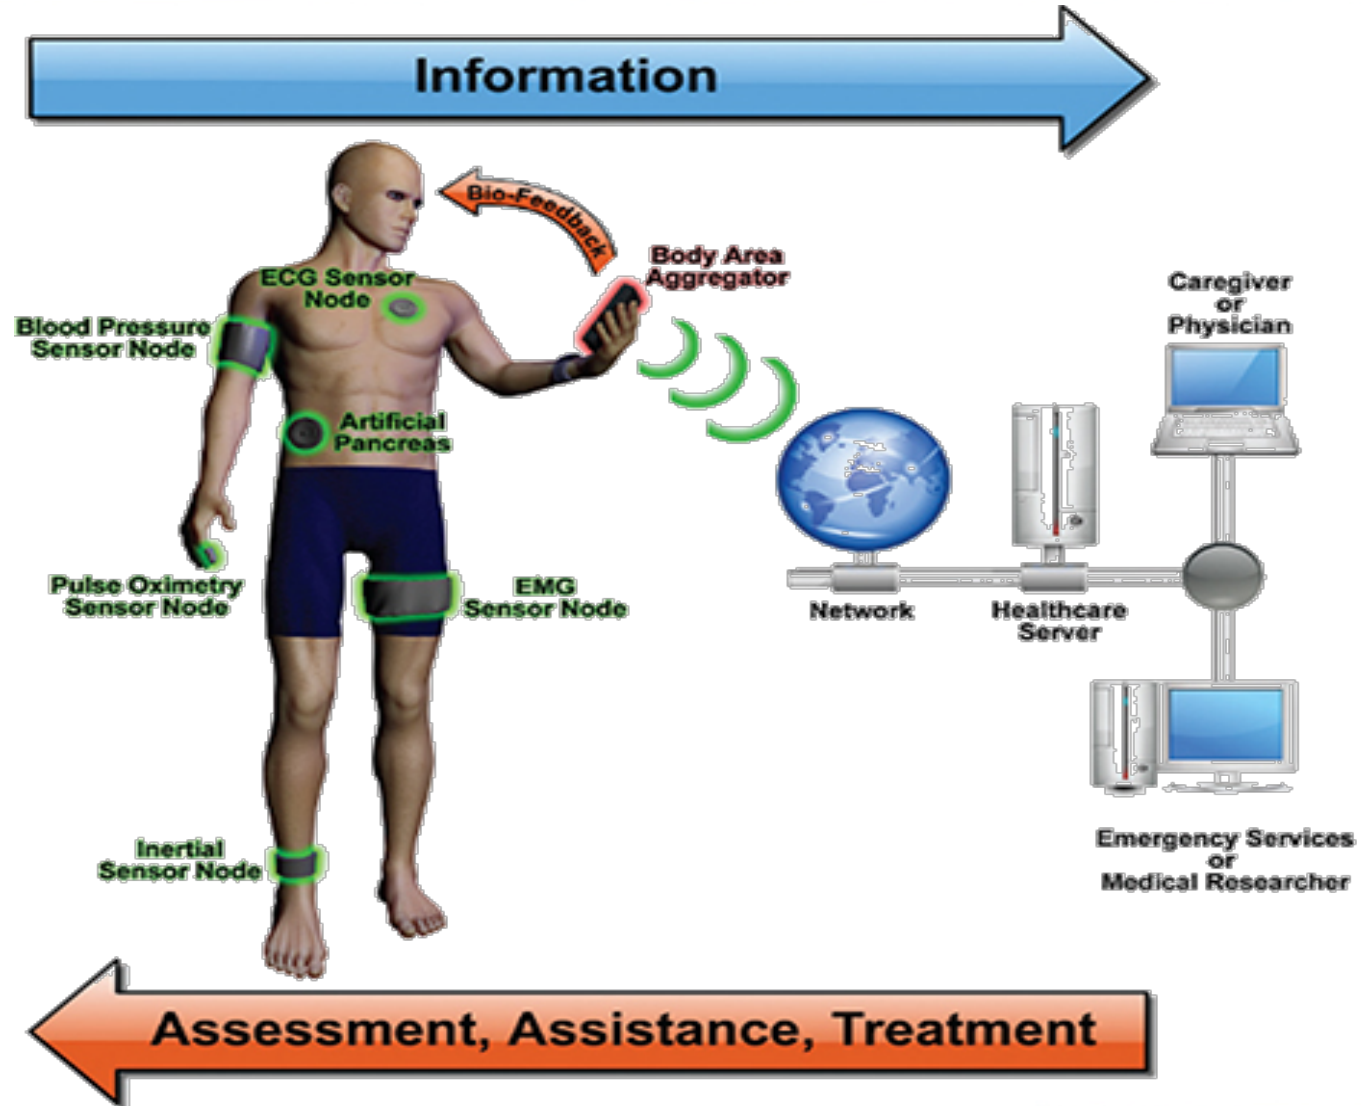 Information
Bio-Feedback
Body Area
Aggregator
ECG Sensor
Node
Blood Pressure
Sensor Node
Artificial
Pancreas
Pulse Oximetry
Sensor Node
EMG
Sensor Node
Inertial
Sensor Node
Caregiver
or
Physician
Network
Healthcare
Server
Emergency Services
or
Medical Researcher
Assessment, Assistance, Treatment